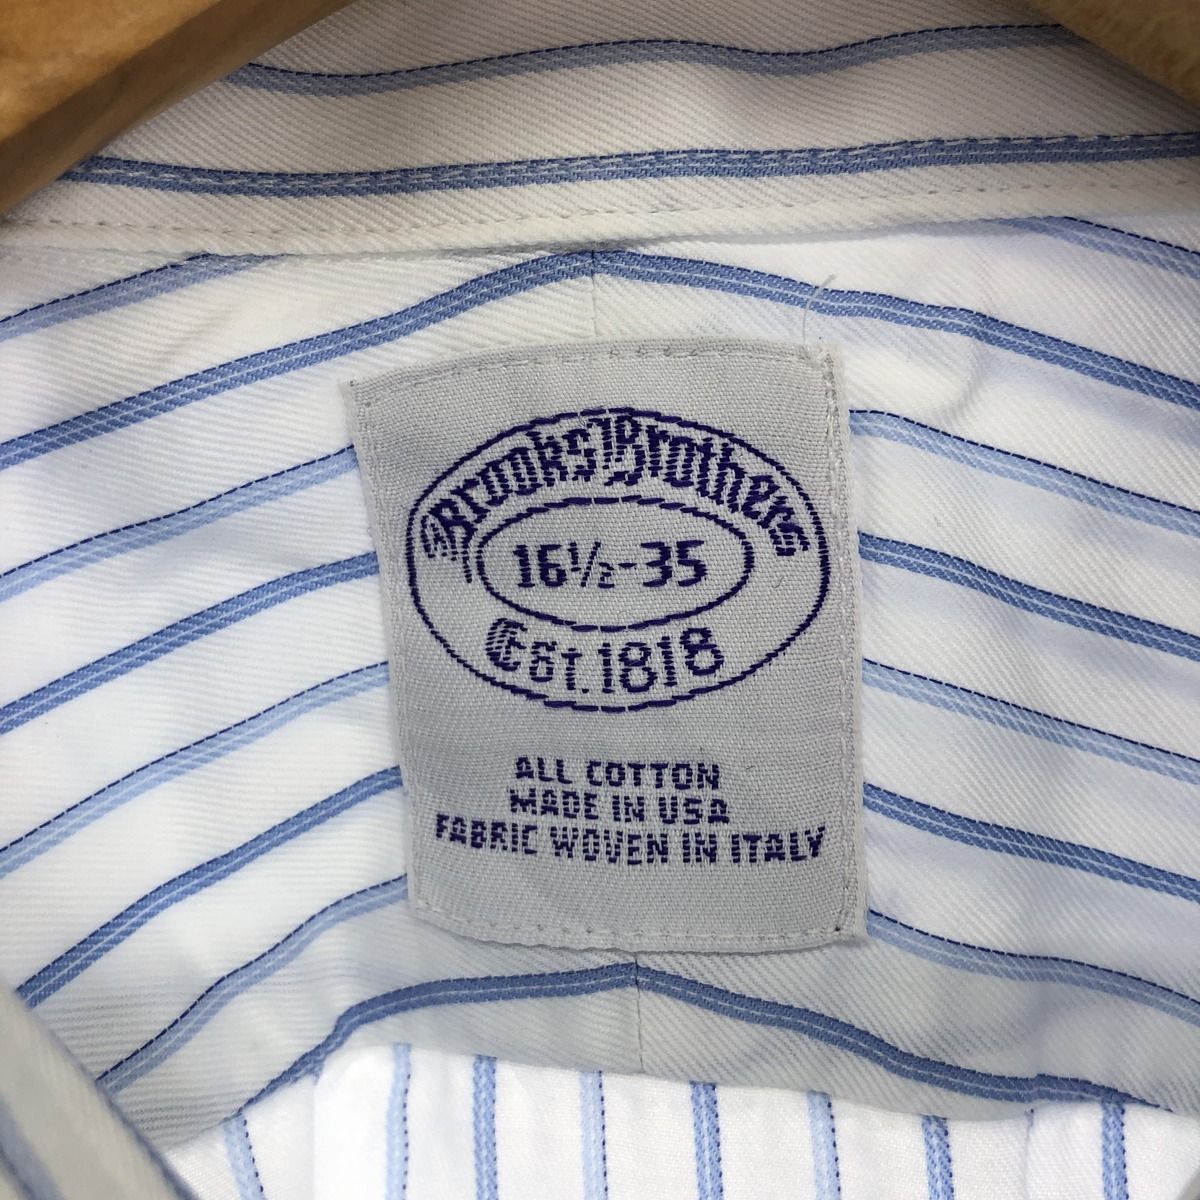 Brooks Brothers
16½-35
Est. 1818
ALL COTTON
MADE IN USA
FABRIC WOVEN IN ITALY